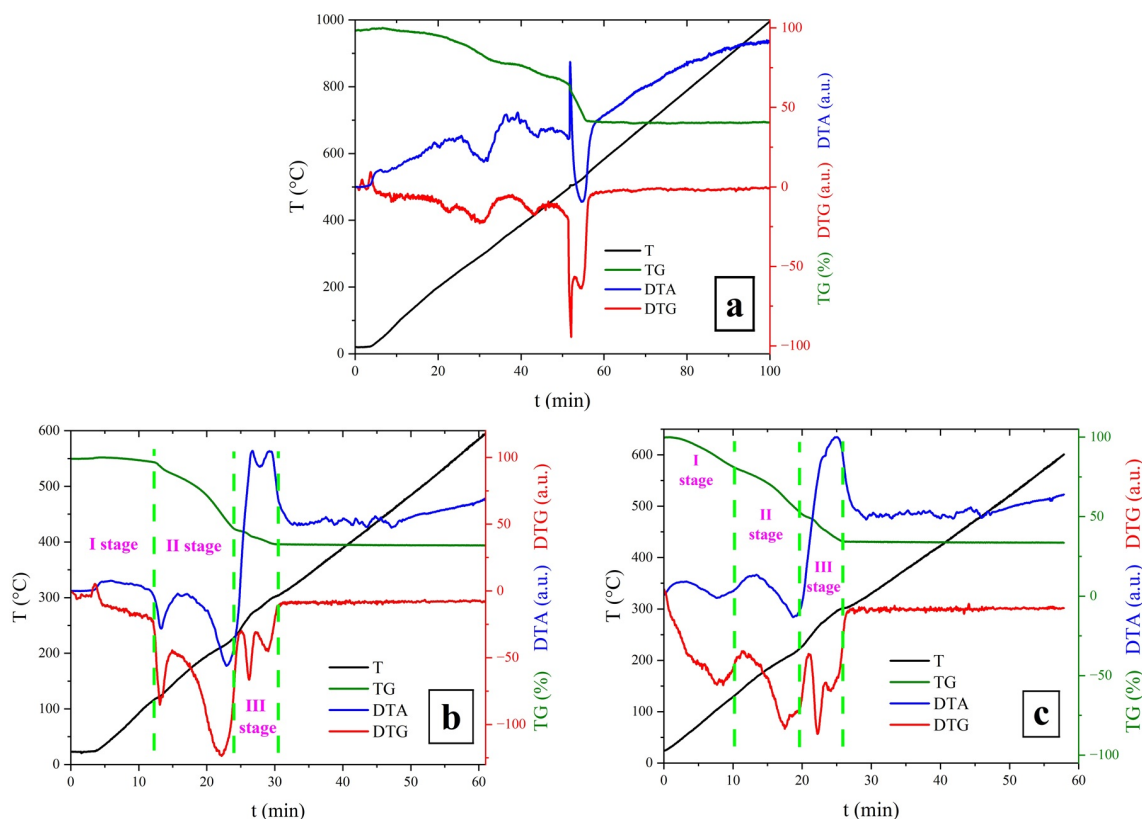 1000
800
600
400
200
0
T (°C)
0
20
40
60
80
100
t (min)
100
50
0
−50
−100
TG (%) DTG (a.u.) DTA (a.u.)
T
TG
DTA
DTG
a
600
500
400
300
200
100
0
T (°C)
0
10
20
30
40
50
60
t (min)
100
50
0
−50
−100
TG (%) DTA (a.u.) DTG (a.u.)
I stage
II stage
III
stage
T
TG
DTA
DTG
b
600
500
400
300
200
100
0
T (°C)
0
10
20
30
40
50
60
t (min)
100
50
0
−50
−100
TG (%) DTA (a.u.) DTG (a.u.)
I
stage
II
stage
III
stage
T
TG
DTA
DTG
c